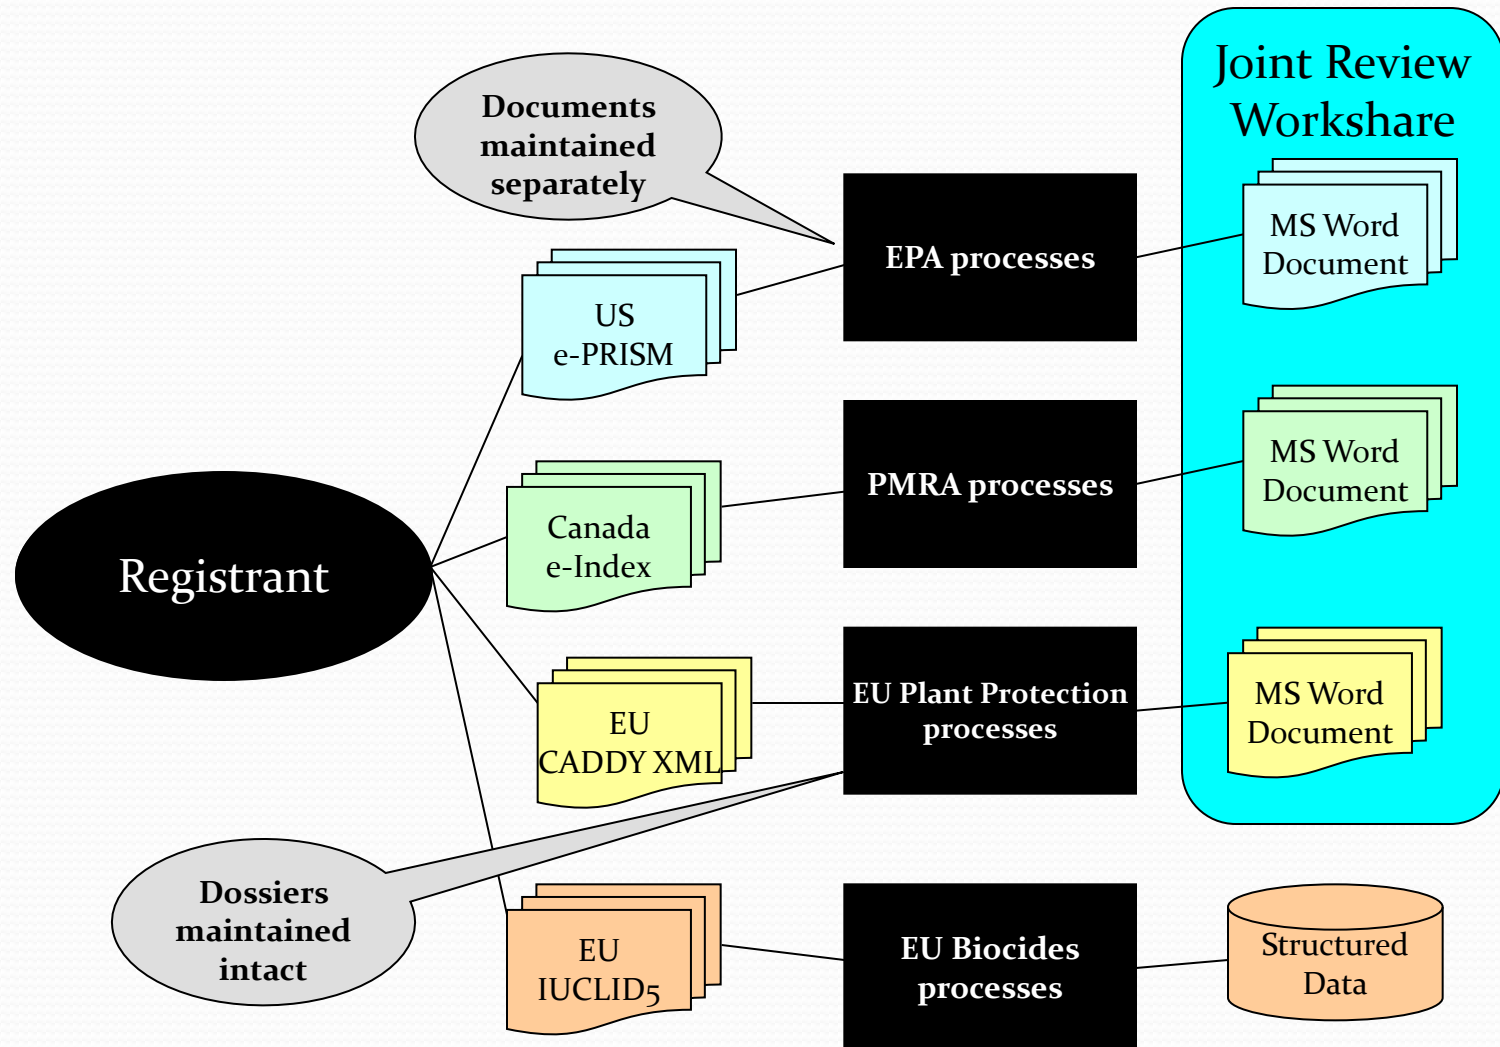 Joint Review
Workshare
Documents
maintained
separately
US
e-PRISM
EPA processes
MS Word
Document
Canada
e-Index
PMRA processes
MS Word
Document
Registrant
EU
CADDY XML
EU Plant Protection
processes
MS Word
Document
Dossiers
maintained
intact
EU
IUCLID5
EU Biocides
processes
Structured
Data